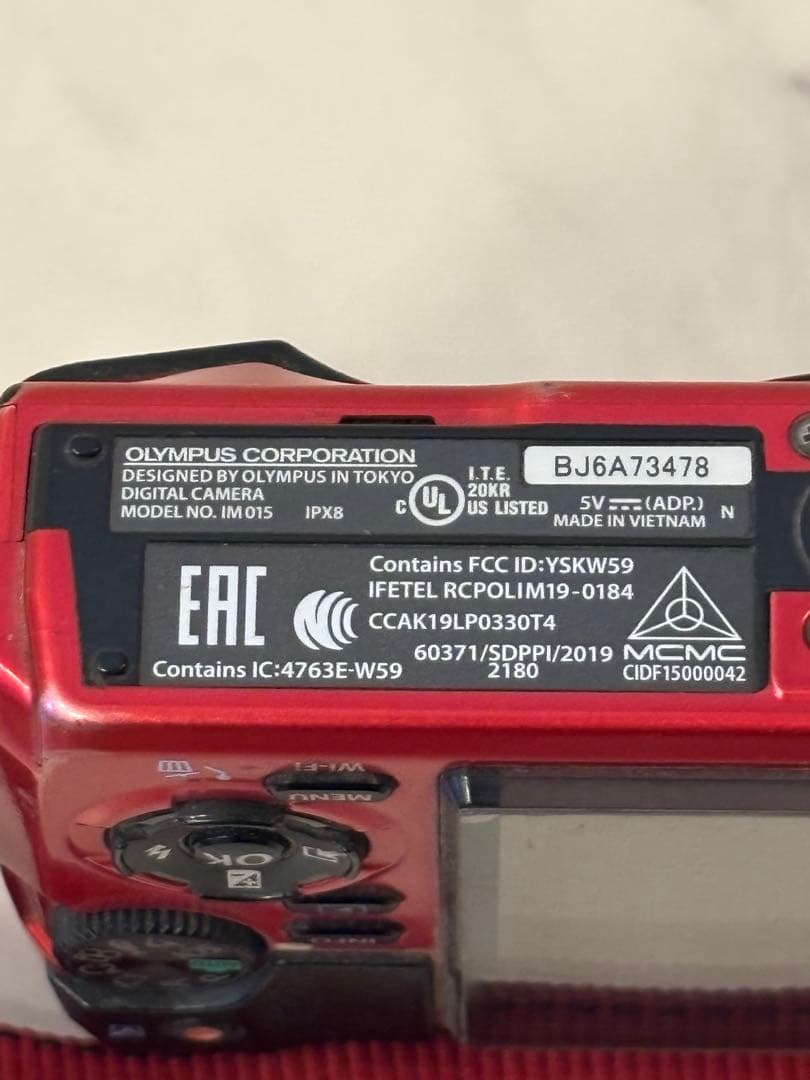 OLYMPUS CORPORATION
DESIGNED BY OLYMPUS IN TOKYO
DIGITAL CAMERA
MODEL NO. IM015 IPX8
C UL US LISTED
I.T.E.
20KR
BJ6A73478
5V (ADP.)
MADE IN VIETNAM N
EAC
Contains FCC ID:YSKW59
IFETEL RCPOLIM19-0184
CCAK19LP0330T4
60371/SDPPI/2019
2180
Contains IC:4763E-W59
MCMC
CIDF15000042
Wi-Fi
MENU
OK
INFO